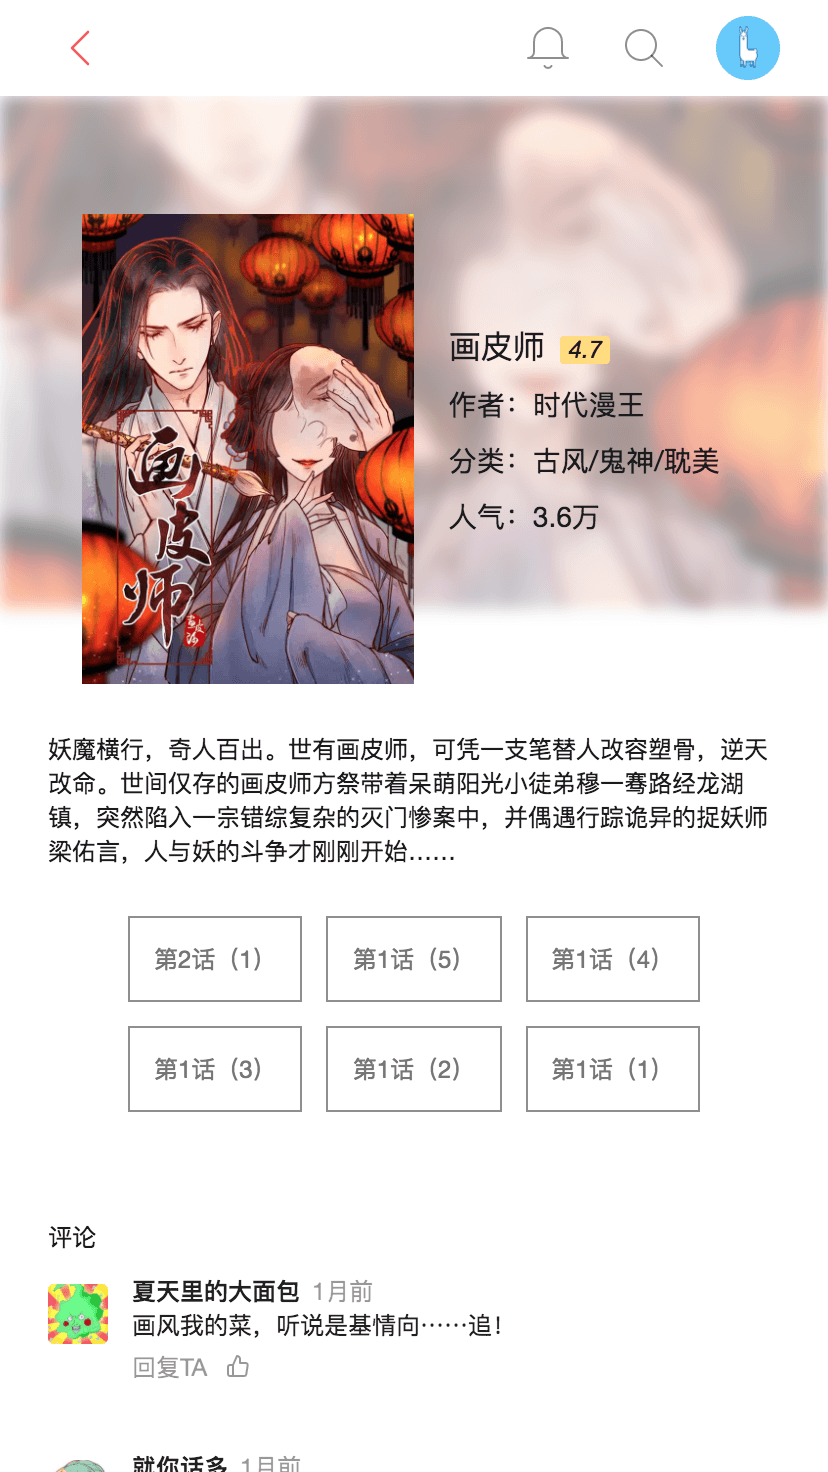 画皮师 4.7
作者：时代漫王
分类：古风/鬼神/耽美
人气：3.6万
画皮师
妖魔横行，奇人百出。世有画皮师，可凭一支笔替人改容塑骨，逆天
改命。世间仅存的画皮师方祭带着呆萌阳光小徒弟穆一骞路经龙湖
镇，突然陷入一宗错综复杂的灭门惨案中，并偶遇行踪诡异的捉妖师
梁佑言，人与妖的斗争才刚刚开始……
第2话（1） 第1话（5） 第1话（4）
第1话（3） 第1话（2） 第1话（1）
评论
夏天里的大面包 1月前
画风我的菜，听说是基情向……追！
回复TA
就你话多 1月前